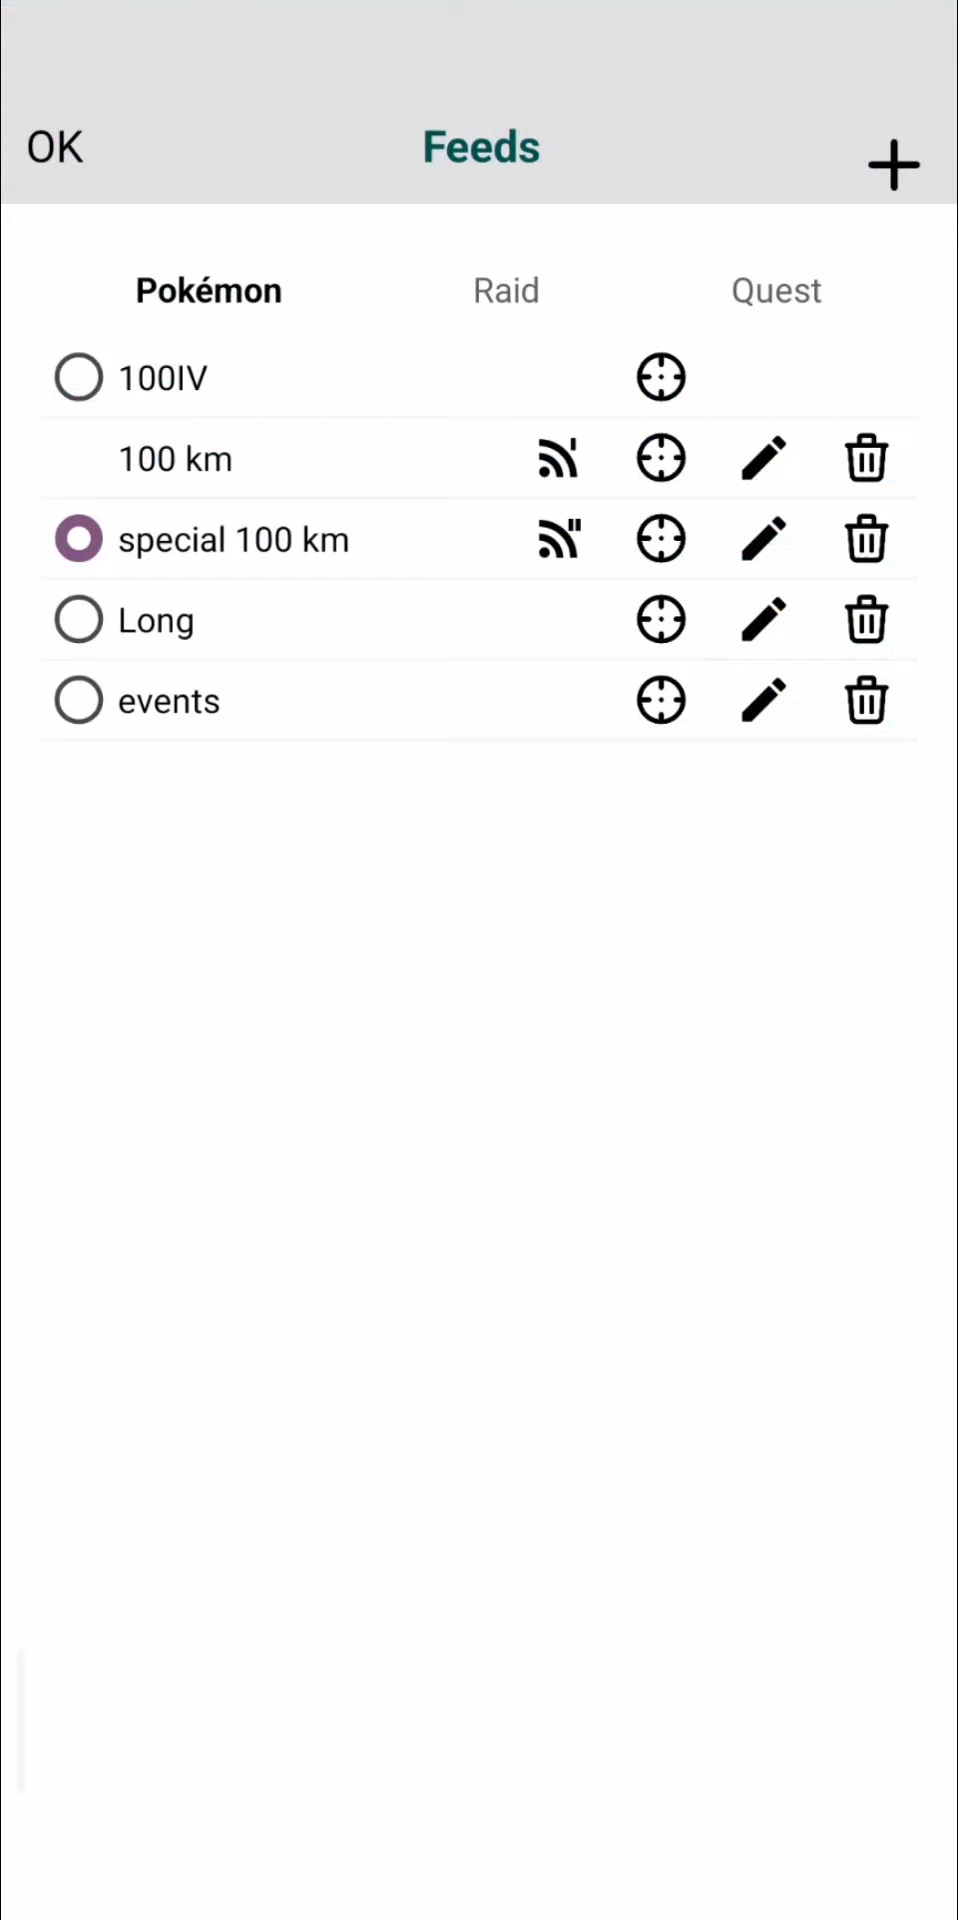 OK Feeds
Pokémon Raid Quest
100IV
100 km
special 100 km
Long
events